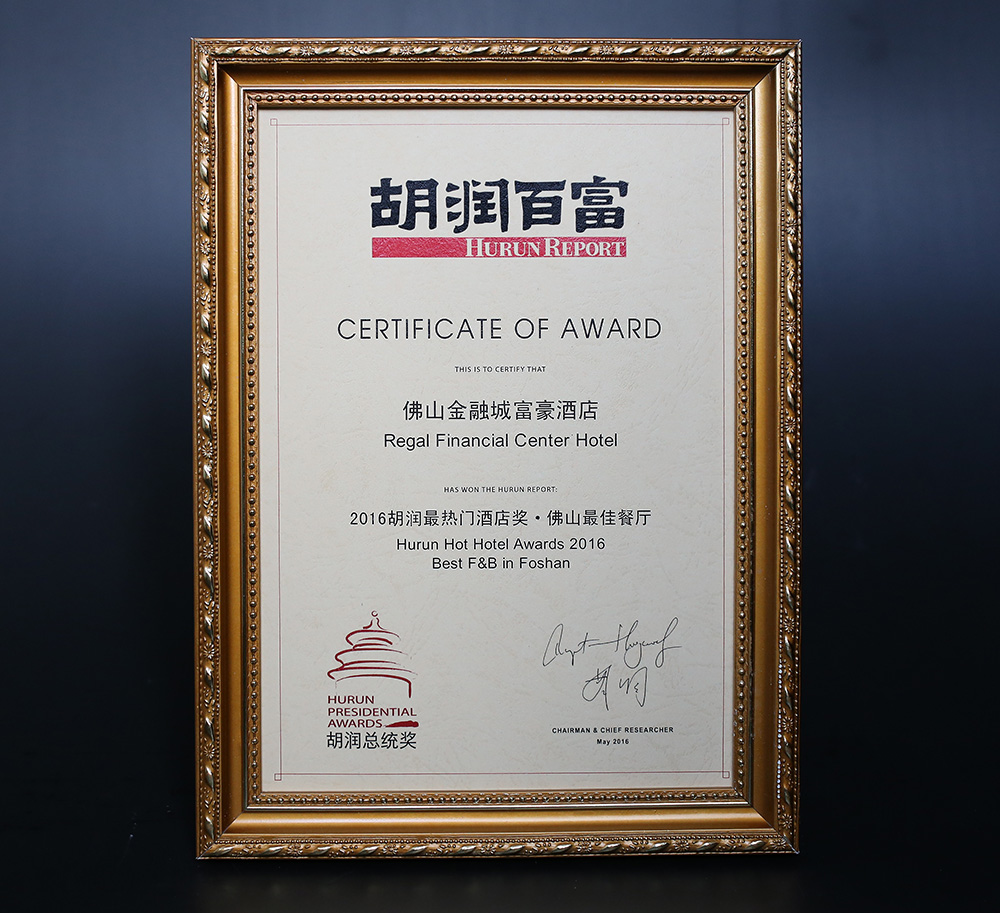 胡润百富
HURUN REPORT
CERTIFICATE OF AWARD
THIS IS TO CERTIFY THAT
佛山金融城富豪酒店
Regal Financial Center Hotel
HAS WON THE HURUN REPORT:
2016胡润最热门酒店奖·佛山最佳餐厅
Hurun Hot Hotel Awards 2016
Best F&B in Foshan
HURUN
PRESIDENTIAL
AWARDS
胡润总统奖
胡润
CHAIRMAN & CHIEF RESEARCHER
May 2016